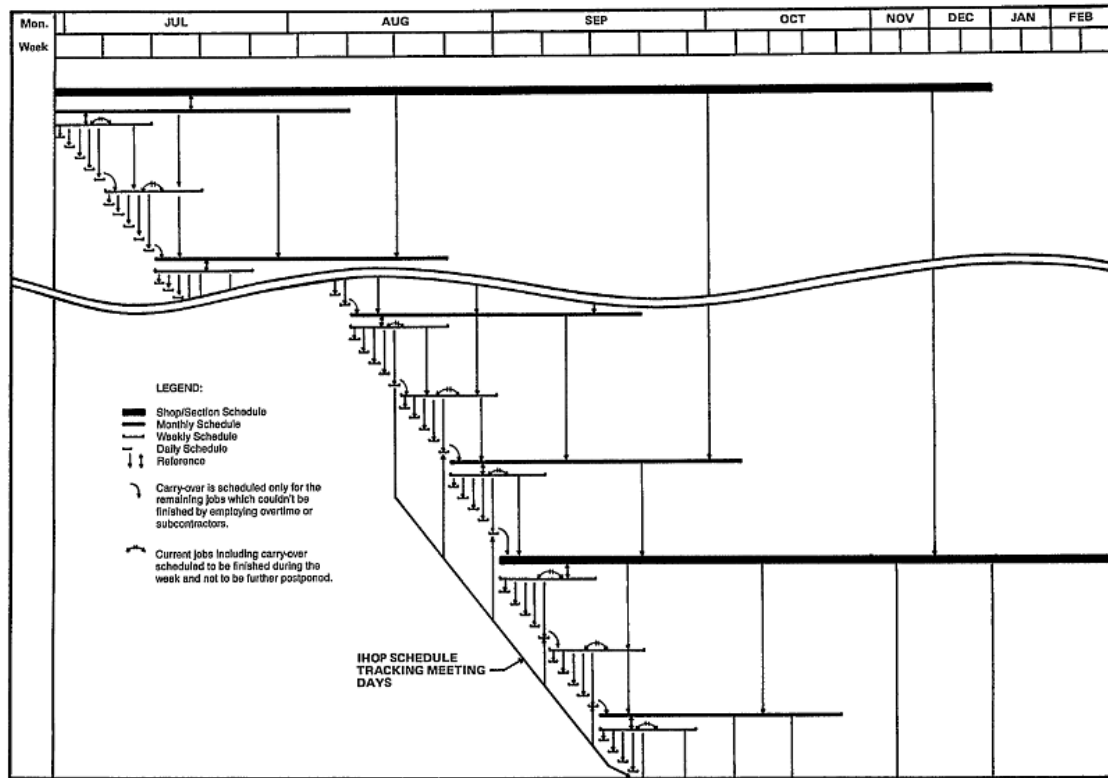 Mon. JUL AUG SEP OCT NOV DEC JAN FEB
Week
LEGEND:
Shop/Section Schedule
Monthly Schedule
Weekly Schedule
Daily Schedule
Reference
Carry-over is scheduled only for the
remaining jobs which couldn't be
finished by employing overtime or
subcontractors.
Current jobs including carry-over
scheduled to be finished during the
week and not to be further postponed.
IHOP SCHEDULE
TRACKING MEETING
DAYS